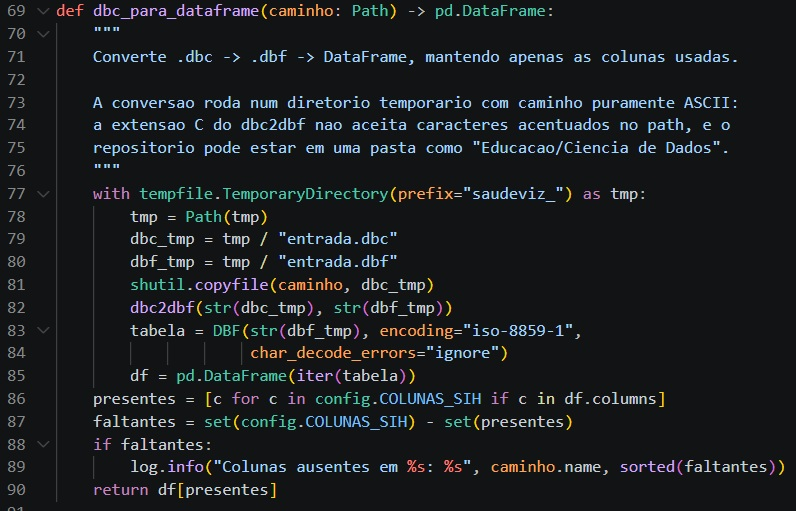 69 def dbc_para_dataframe(caminho: Path) -> pd.DataFrame:
70     """
71     Converte .dbc -> .dbf -> DataFrame, mantendo apenas as colunas usadas.
72
73     A conversao roda num diretorio temporario com caminho puramente ASCII:
74     a extensao C do dbc2dbf nao aceita caracteres acentuados no path, e o
75     repositorio pode estar em uma pasta como "Educacao/Ciencia de Dados".
76     """
77     with tempfile.TemporaryDirectory(prefix="saudeviz_") as tmp:
78         tmp = Path(tmp)
79         dbc_tmp = tmp / "entrada.dbc"
80         dbf_tmp = tmp / "entrada.dbf"
81         shutil.copyfile(caminho, dbc_tmp)
82         dbc2dbf(str(dbc_tmp), str(dbf_tmp))
83         tabela = DBF(str(dbf_tmp), encoding="iso-8859-1",
84                      char_decode_errors="ignore")
85         df = pd.DataFrame(iter(tabela))
86     presentes = [c for c in config.COLUNAS_SIH if c in df.columns]
87     faltantes = set(config.COLUNAS_SIH) - set(presentes)
88     if faltantes:
89         log.info("Colunas ausentes em %s: %s", caminho.name, sorted(faltantes))
90     return df[presentes]